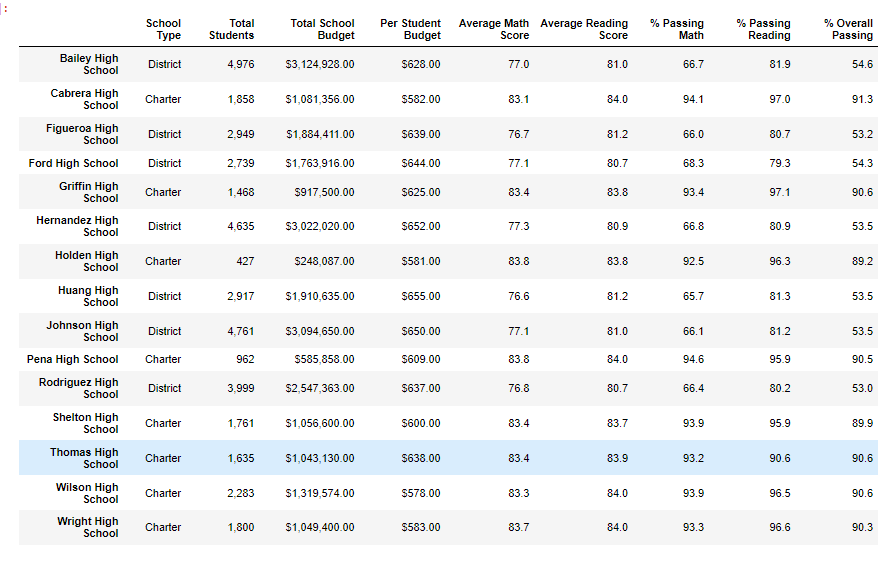 :
School Type Total Students Total School Budget Per Student Budget Average Math Score Average Reading Score % Passing Math % Passing Reading % Overall Passing
Bailey High School District 4,976 $3,124,928.00 $628.00 77.0 81.0 66.7 81.9 54.6
Cabrera High School Charter 1,858 $1,081,356.00 $582.00 83.1 84.0 94.1 97.0 91.3
Figueroa High School District 2,949 $1,884,411.00 $639.00 76.7 81.2 66.0 80.7 53.2
Ford High School District 2,739 $1,763,916.00 $644.00 77.1 80.7 68.3 79.3 54.3
Griffin High School Charter 1,468 $917,500.00 $625.00 83.4 83.8 93.4 97.1 90.6
Hernandez High School District 4,635 $3,022,020.00 $652.00 77.3 80.9 66.8 80.9 53.5
Holden High School Charter 427 $248,087.00 $581.00 83.8 83.8 92.5 96.3 89.2
Huang High School District 2,917 $1,910,635.00 $655.00 76.6 81.2 65.7 81.3 53.5
Johnson High School District 4,761 $3,094,650.00 $650.00 77.1 81.0 66.1 81.2 53.5
Pena High School Charter 962 $585,858.00 $609.00 83.8 84.0 94.6 95.9 90.5
Rodriguez High School District 3,999 $2,547,363.00 $637.00 76.8 80.7 66.4 80.2 53.0
Shelton High School Charter 1,761 $1,056,600.00 $600.00 83.4 83.7 93.9 95.9 89.9
Thomas High School Charter 1,635 $1,043,130.00 $638.00 83.4 83.9 93.2 90.6 90.6
Wilson High School Charter 2,283 $1,319,574.00 $578.00 83.3 84.0 93.9 96.5 90.6
Wright High School Charter 1,800 $1,049,400.00 $583.00 83.7 84.0 93.3 96.6 90.3